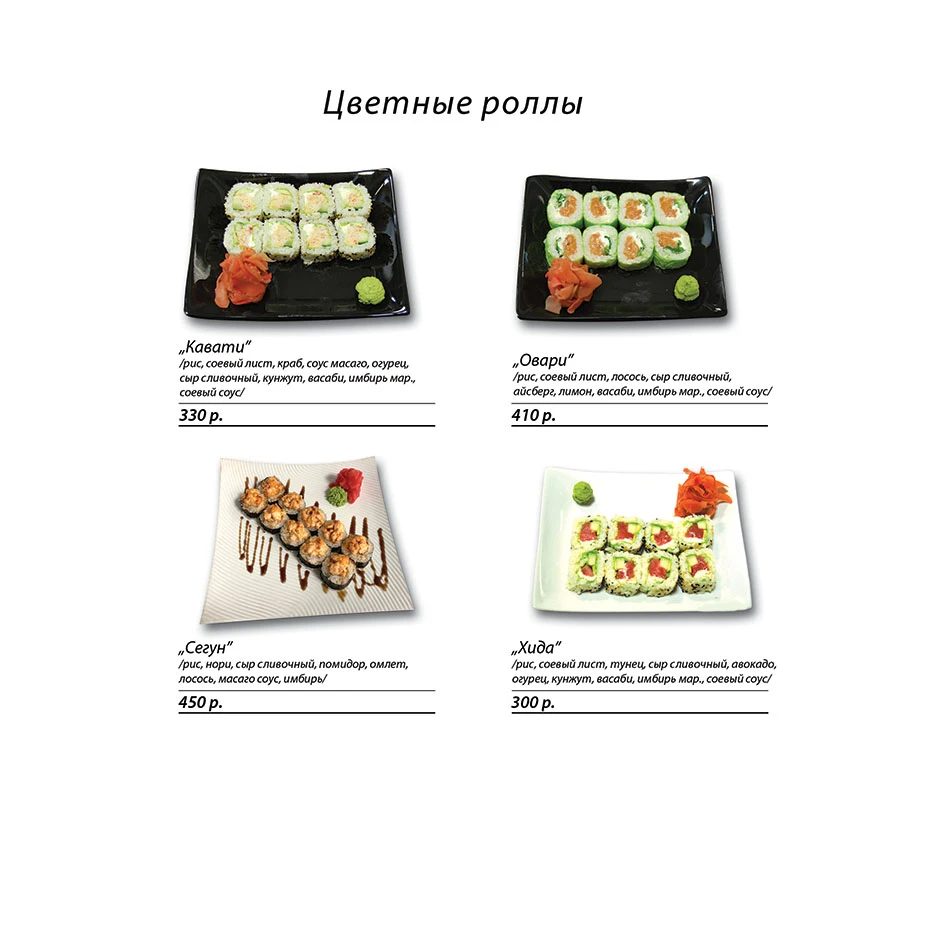 Цветные роллы
„Кавати”
/рис, соевый лист, краб, соус масаго, огурец,
сыр сливочный, кунжут, васаби, имбирь мар.,
соевый соус/
330 р.
„Овари”
/рис, соевый лист, лосось, сыр сливочный,
айсберг, лимон, васаби, имбирь мар., соевый соус/
410 р.
„Сегун”
/рис, нори, сыр сливочный, помидор, омлет,
лосось, масаго соус, имбирь/
450 р.
„Хида”
/рис, соевый лист, тунец, сыр сливочный, авокадо,
огурец, кунжут, васаби, имбирь мар., соевый соус/
300 р.